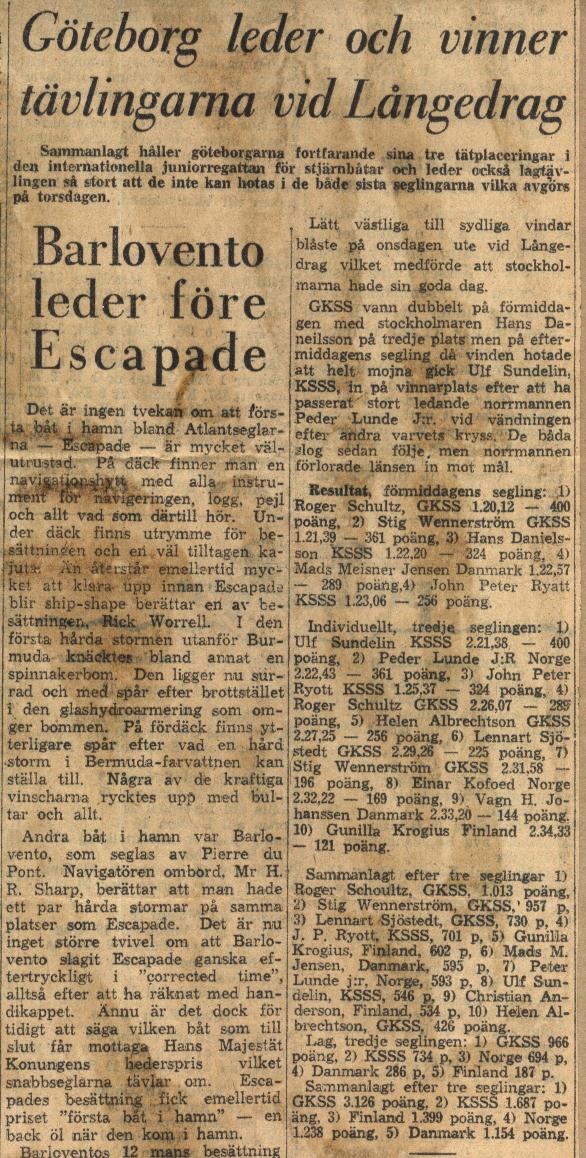 Göteborg leder och vinner
tävlingarna vid Långedrag
Sammanlagt håller göteborgarna fortfarande sina tre tätplaceringar i
den internationella juniorregattan för stjärnbåtar och leder också lagtäv-
lingen så stort att de inte kan hotas i de både sista seglingarna vilka avgörs
på torsdagen.
Barlovento
leder före
Escapade
Det är ingen tvekan om att förs-
ta båt i hamn bland Atlantseglar-
na — Escapade — är mycket väl-
utrustad. På däck finner man en
navigationshytt med alla instru-
ment för navigeringen, logg, pejl
och allt vad som därtill hör. Un-
der däck finns utrymme för be-
sättningen och en väl tilltagen ka-
juta. Än återstår emellertid myc-
ket att klara upp innan Escapade
blir ship-shape berättar en av be-
sättningen, Rick Worrell. I den
första hårda stormen utanför Bur-
muda knäcktes bland annat en
spinnakerbom. Den ligger nu sur-
rad och med spår efter brottstället
i den glashydroarmering som om-
ger bommen. På fördäck finns yt-
terligare spår efter vad en hård
storm i Bermuda-farvattnen kan
ställa till. Några av de kraftiga
vinscharna rycktes upp med bul-
tar och allt.
Andra båt i hamn var Barlo-
vento, som seglas av Pierre du
Pont. Navigatören ombord, Mr H.
R. Sharp, berättar att man hade
ett par hårda stormar på samma
platser som Escapade. Det är nu
inget större tvivel om att Barlo-
vento slagit Escapade ganska ef-
tertryckligt i "corrected time",
alltså efter att ha räknat med han-
dikappet. Ännu är det dock för
tidigt att säga vilken båt som till
slut får mottaga Hans Majestät
Konungens hederspris vilket
snabbseglarna tävlar om. Esca-
pades besättning fick emellertid
priset "första båt i hamn" — en
back öl när den kom i hamn.
Barloventos 12 mans besättning
Lätt västliga till sydliga vindar
blåste på onsdagen ute vid Långe-
drag vilket medförde att stockhol-
marna hade sin goda dag.
GKSS vann dubbelt på förmidda-
gen med stockholmaren Hans Da-
neilsson på tredje plats men på efter-
middagens segling då vinden hotade
att helt mojna gick Ulf Sundelin,
KSSS, in på vinnarplats efter att ha
passerat stort ledande norrmannen
Peder Lunde J:r. vid vändningen
efter andra varvets kryss. De båda
slog sedan följe, men norrmannen
förlorade länsen in mot mål.
Resultat, förmiddagens segling: 1)
Roger Schultz, GKSS 1.20,12 — 400
poäng, 2) Stig Wennerström GKSS
1.21,39 — 361 poäng, 3) Hans Daniels-
son KSSS 1.22,20 — 324 poäng, 4)
Mads Meisner Jensen Danmark 1.22,57
— 289 poäng,4) John Peter Ryatt
KSSS 1.23,06 — 256 poäng.
Individuellt, tredje seglingen: 1)
Ulf Sundelin KSSS 2.21,38 — 400
poäng, 2) Peder Lunde J:R Norge
2.22,43 — 361 poäng, 3) John Peter
Ryott KSSS 1.25,37 — 324 poäng, 4)
Roger Schultz GKSS 2.26,07 — 289
poäng, 5) Helen Albrechtson GKSS
2.27,25 — 256 poäng, 6) Lennart Sjö-
stedt GKSS 2.29,26 — 225 poäng, 7)
Stig Wennerström GKSS 2.31,58 —
196 poäng, 8) Einar Kofoed Norge
2.32,22 — 169 poäng, 9) Vagn H. Jo-
hanssen Danmark 2.33,20 — 144 poäng.
10) Gunilla Krogius Finland 2.34,33
— 121 poäng.
Sammanlagt efter tre seglingar 1)
Roger Schoultz, GKSS, 1.013 poäng,
2) Stig Wennerström, GKSS, 957 p,
3) Lennart Sjöstedt, GKSS, 730 p, 4)
J. P. Ryott, KSSS, 701 p, 5) Gunilla
Krogius, Finland, 602 p, 6) Mads M.
Jensen, Danmark, 595 p, 7) Peter
Lunde j:r, Norge, 593 p, 8) Ulf Sun-
delin, KSSS, 546 p, 9) Christian An-
derson, Finland, 534 p, 10) Helen Al-
brechtson, GKSS, 426 poäng.
Lag, tredje seglingen: 1) GKSS 966
poäng, 2) KSSS 734 p, 3) Norge 694 p,
4) Danmark 286 p, 5) Finland 187 p.
Sammanlagt efter tre seglingar: 1)
GKSS 3.126 poäng, 2) KSSS 1.687 po-
äng, 3) Finland 1.399 poäng, 4) Norge
1.238 poäng, 5) Danmark 1.154 poäng.